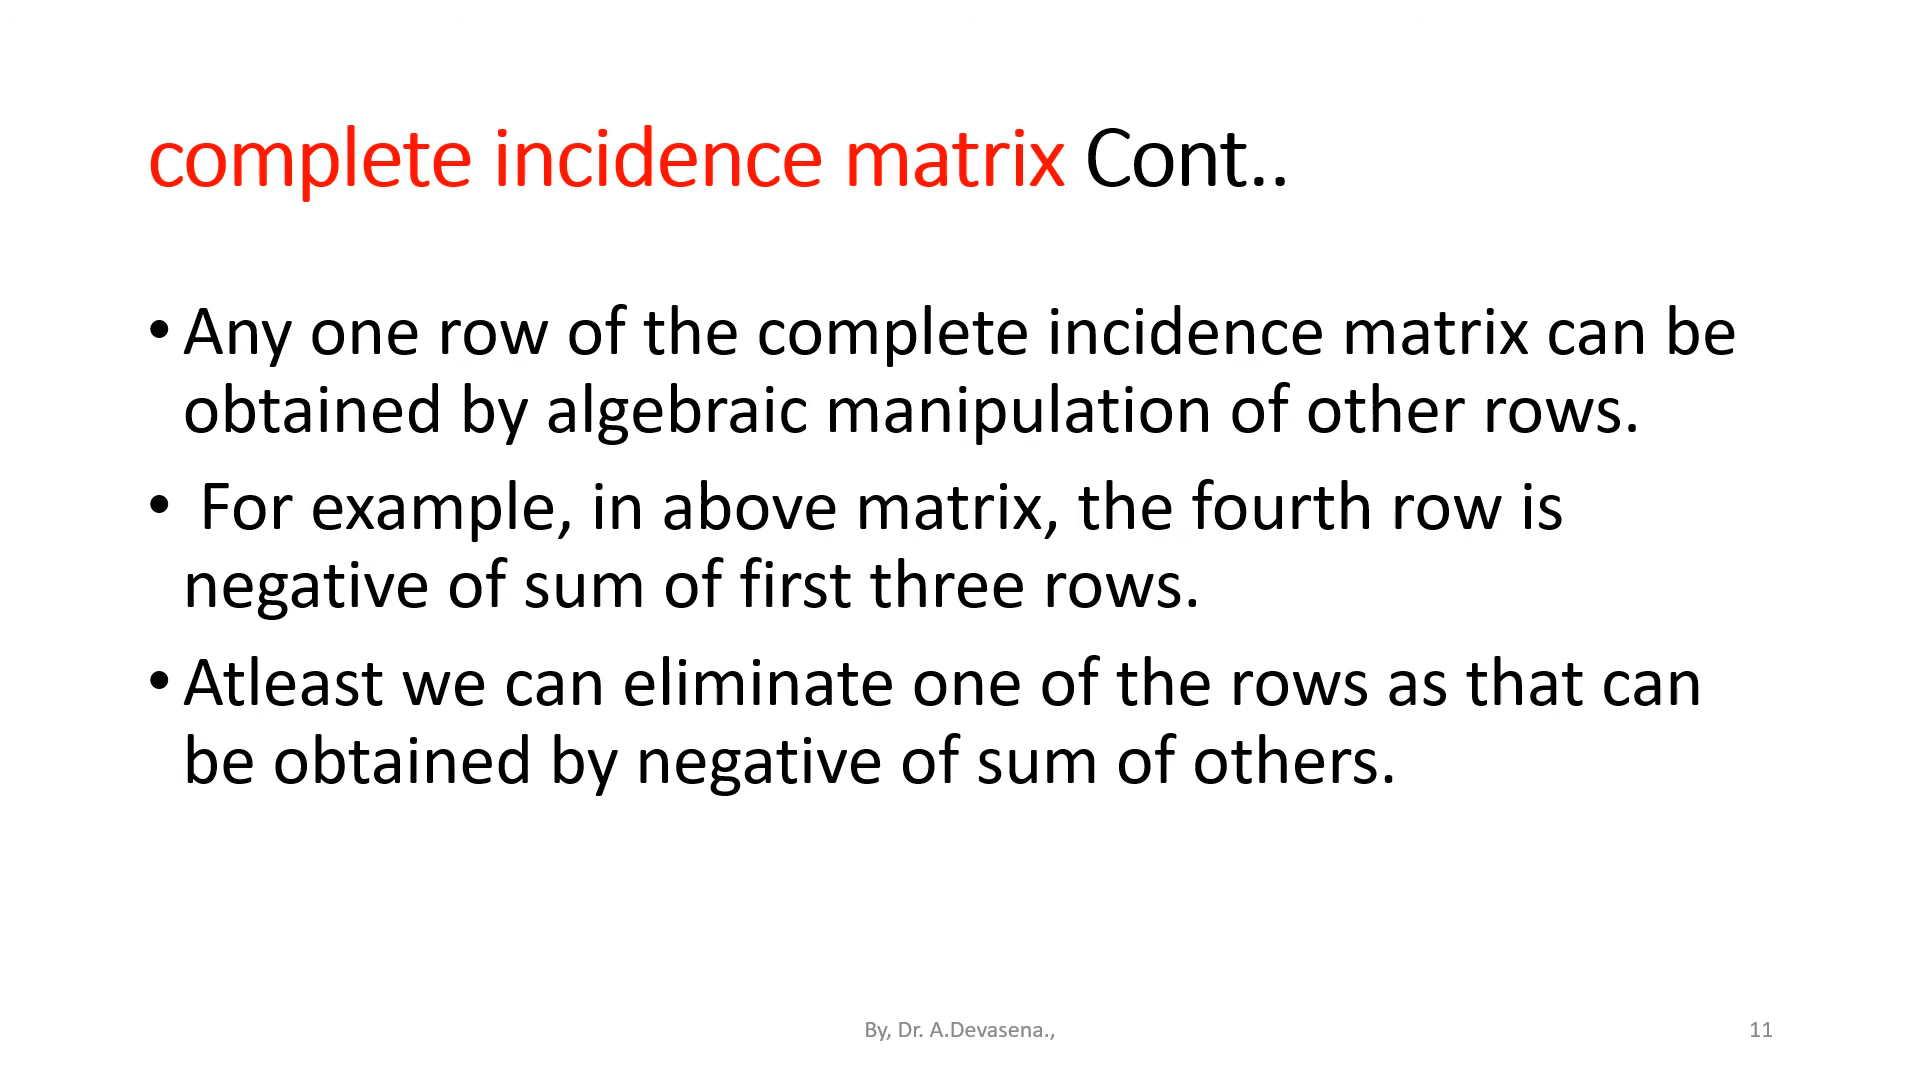 complete incidence matrix Cont..
• Any one row of the complete incidence matrix can be
obtained by algebraic manipulation of other rows.
• For example, in above matrix, the fourth row is
negative of sum of first three rows.
• Atleast we can eliminate one of the rows as that can
be obtained by negative of sum of others.
By, Dr. A.Devasena.,
11